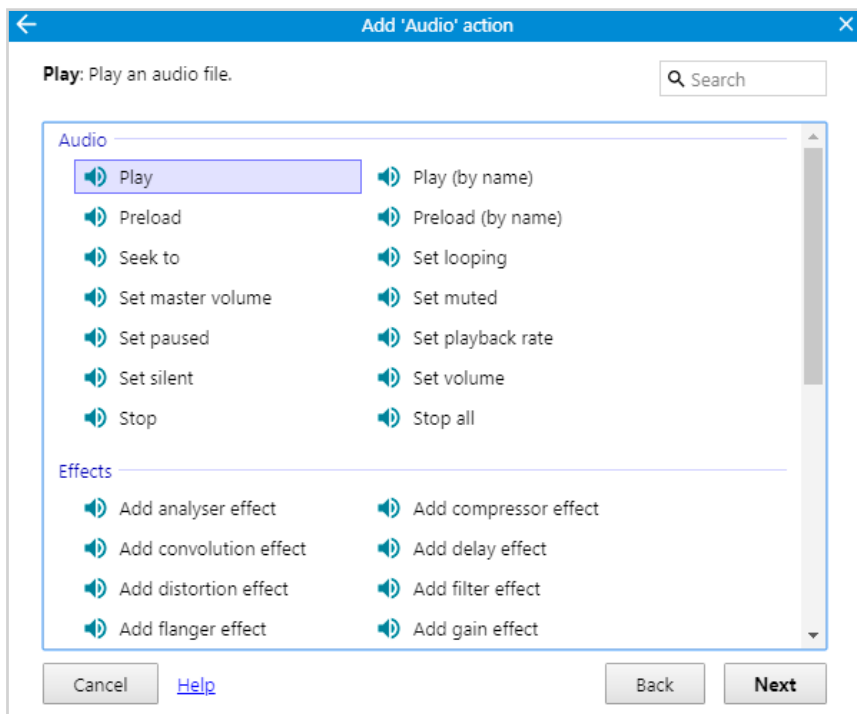 Add 'Audio' action
Play: Play an audio file.
Search
Audio
Play Play (by name)
Preload Preload (by name)
Seek to Set looping
Set master volume Set muted
Set paused Set playback rate
Set silent Set volume
Stop Stop all
Effects
Add analyser effect Add compressor effect
Add convolution effect Add delay effect
Add distortion effect Add filter effect
Add flanger effect Add gain effect
Cancel Help Back Next